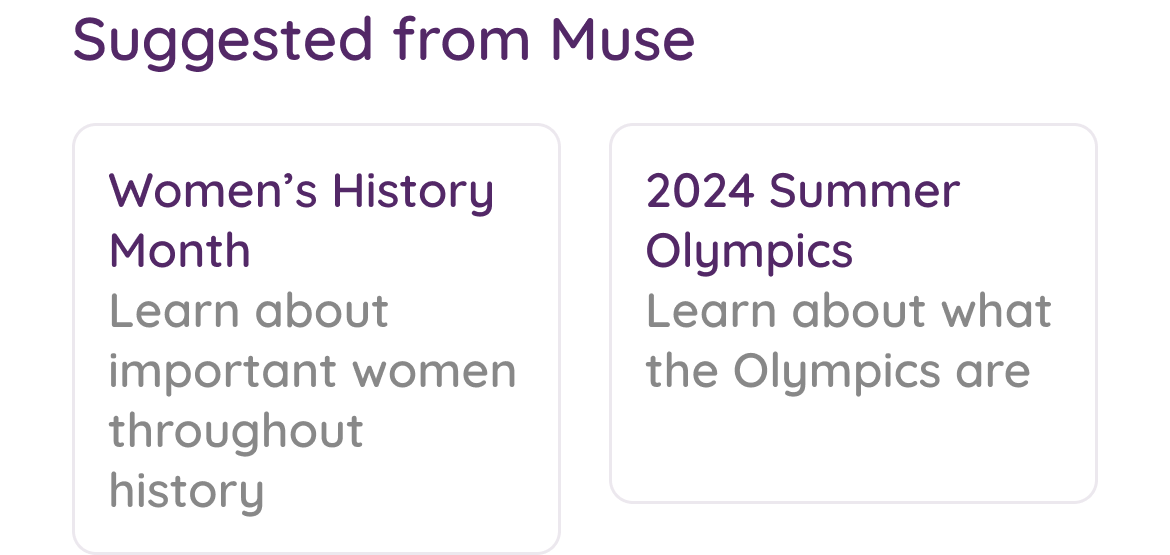 Suggested from Muse
Women’s History
Month
Learn about
important women
throughout
history
2024 Summer
Olympics
Learn about what
the Olympics are